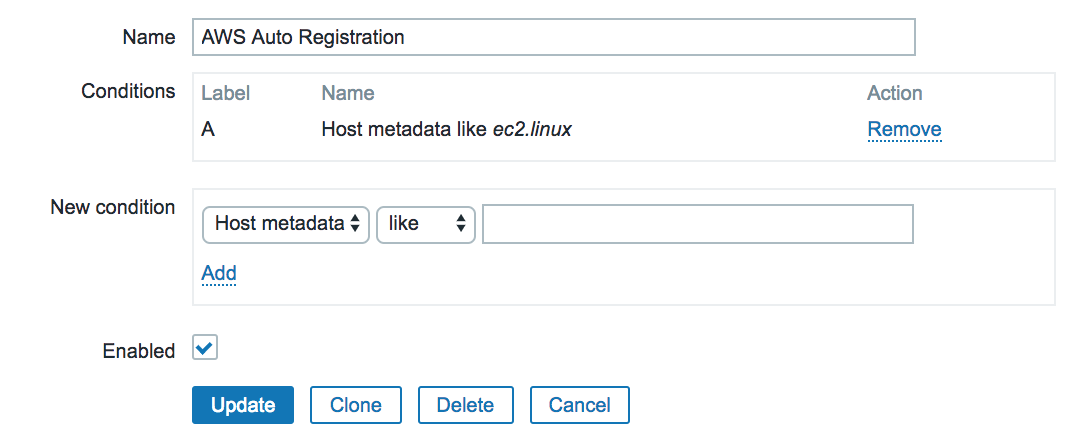 Name AWS Auto Registration
Conditions Label Name Action
A Host metadata like ec2.linux Remove
New condition
Host metadata like
Add
Enabled
Update Clone Delete Cancel